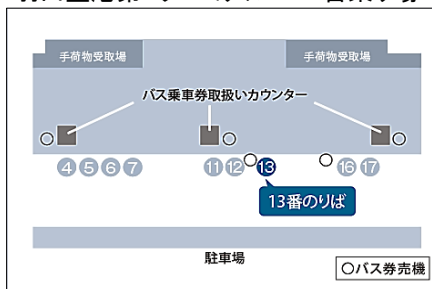 手荷物受取場
手荷物受取場
バス乗車券取扱いカウンター
④ ⑤ ⑥ ⑦ ⑪ ⑫ ⑬ ⑯ ⑰
13番のりば
駐車場
○バス券売機